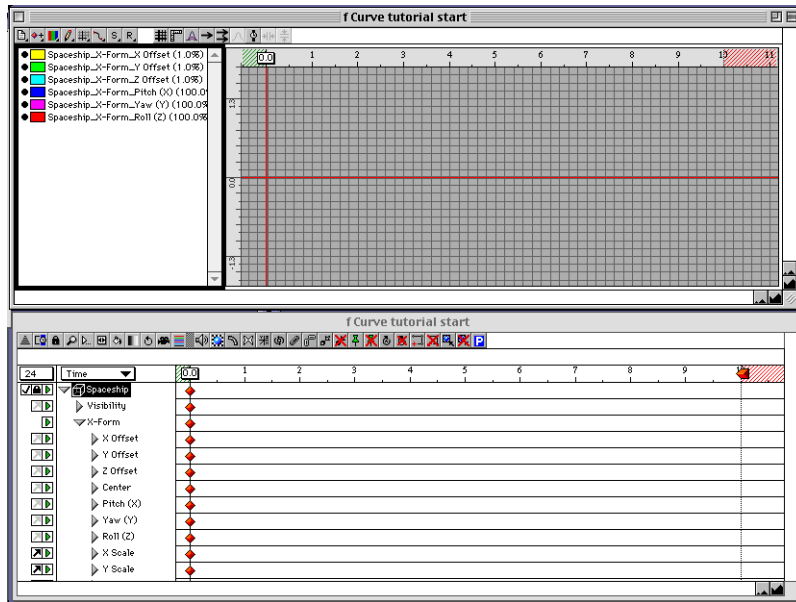 f Curve tutorial start
S, R,
Spaceship_X-Form_X Offset (1.0%)
Spaceship_X-Form_Y Offset (1.0%)
Spaceship_X-Form_Z Offset (1.0%)
Spaceship_X-Form_Pitch (X) (100.0
Spaceship_X-Form_Yaw (Y) (100.0%
Spaceship_X-Form_Roll (Z) (100.0%
0.0 1 2 3 4 5 6 7 8 9 10 11
1.3
0.0
-1.3
f Curve tutorial start
P
24 Time 0.0 1 2 3 4 5 6 7 8 9
Spaceship
Visibility
X-Form
X Offset
Y Offset
Z Offset
Center
Pitch (X)
Yaw (Y)
Roll (Z)
X Scale
Y Scale